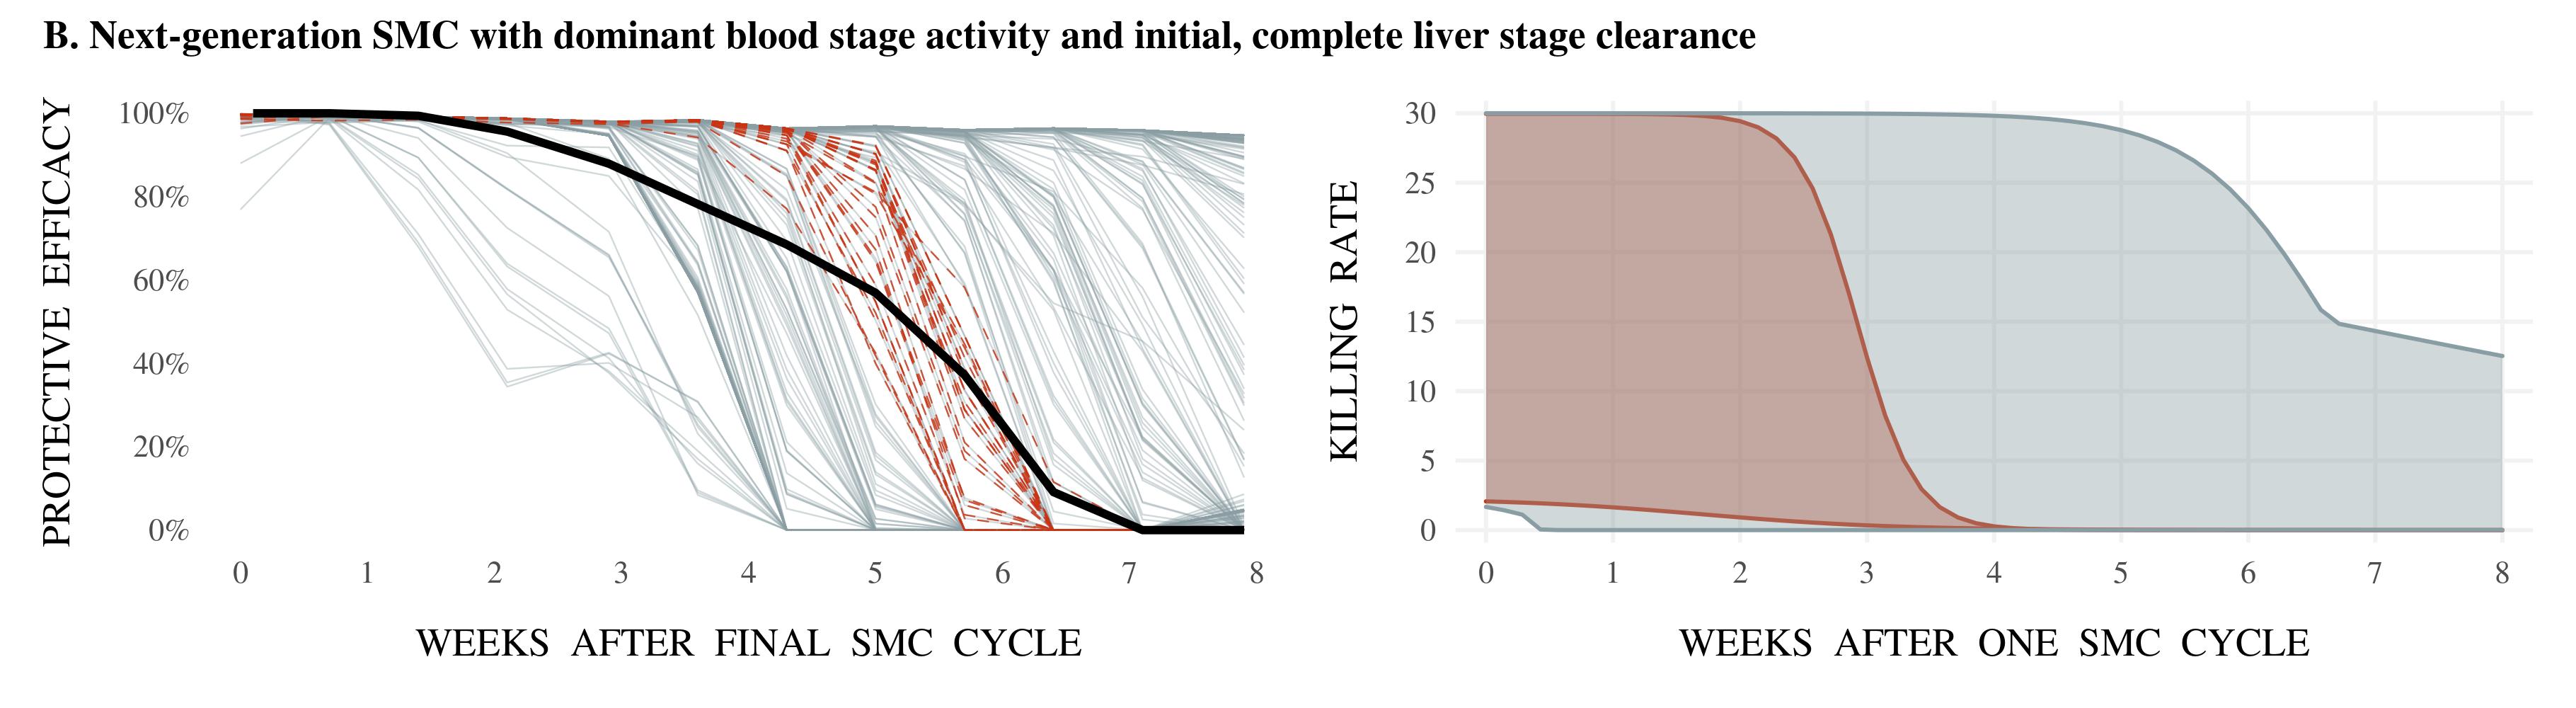 B. Next-generation SMC with dominant blood stage activity and initial, complete liver stage clearance
PROTECTIVE EFFICACY
100%
80%
60%
40%
20%
0%
0 1 2 3 4 5 6 7 8
WEEKS AFTER FINAL SMC CYCLE
KILLING RATE
30
25
20
15
10
5
0
0 1 2 3 4 5 6 7 8
WEEKS AFTER ONE SMC CYCLE